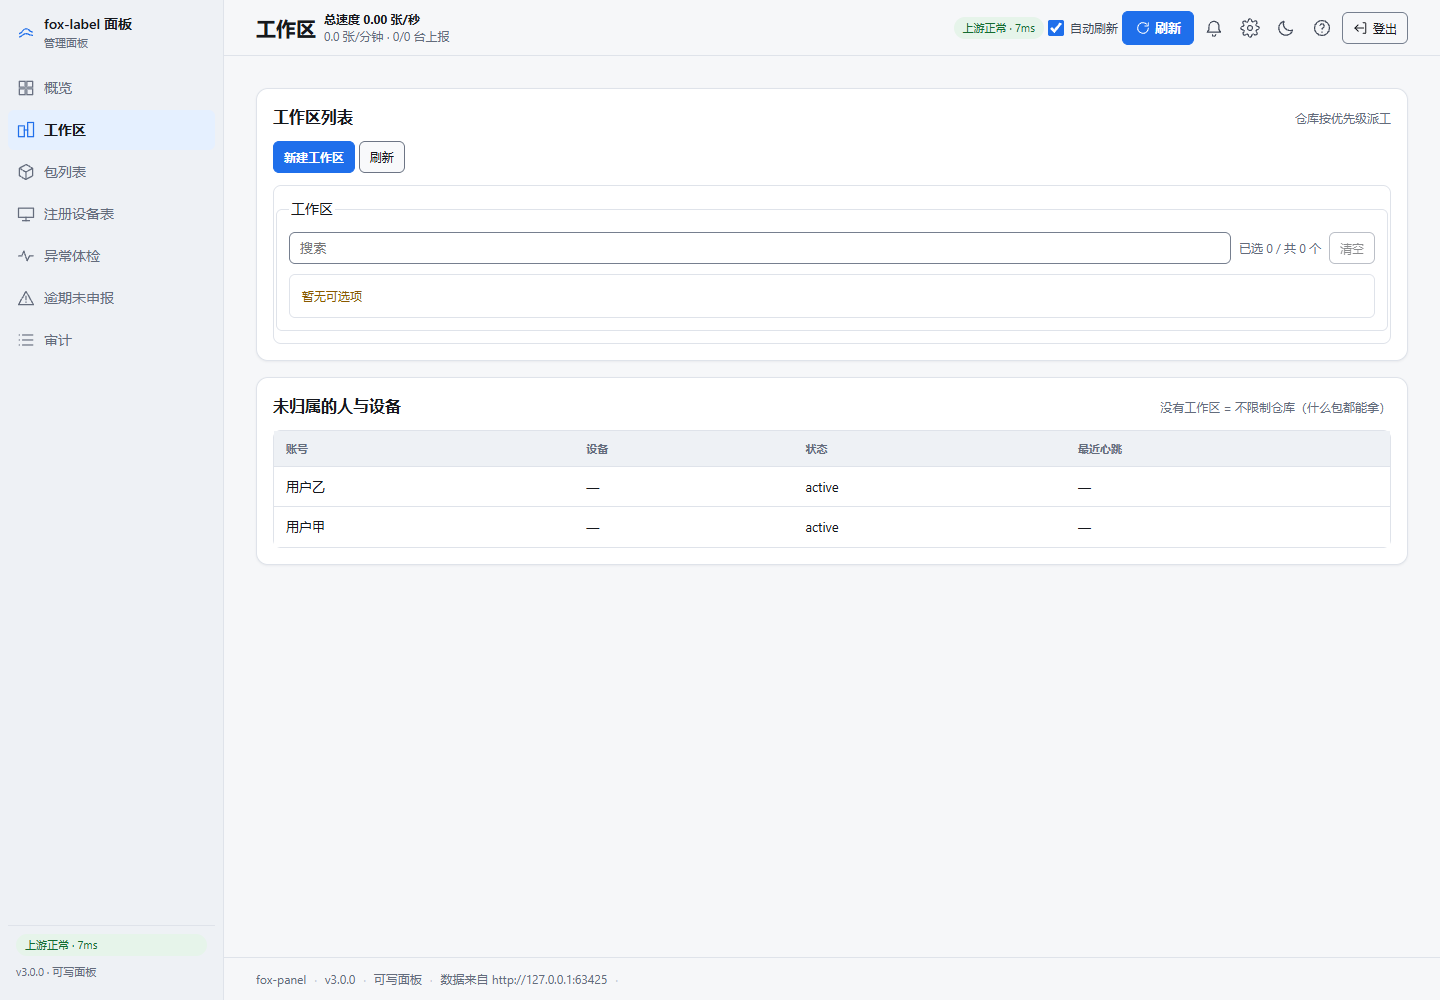 fox-label 面板
管理面板
概览
工作区
包列表
注册设备表
异常体检
逾期未申报
审计
上游正常 · 7ms
v3.0.0 · 可写面板
工作区
总速度 0.00 张/秒
0.0 张/分钟 · 0/0 台上报
上游正常 · 7ms
自动刷新
刷新
登出
工作区列表
仓库按优先级派工
新建工作区
刷新
工作区
搜索
已选 0 / 共 0 个
清空
暂无可选项
未归属的人与设备
没有工作区 = 不限制仓库（什么包都能拿）
账号 设备 状态 最近心跳
用户乙 — active —
用户甲 — active —
fox-panel · v3.0.0 · 可写面板 · 数据来自 http://127.0.0.1:63425 ·